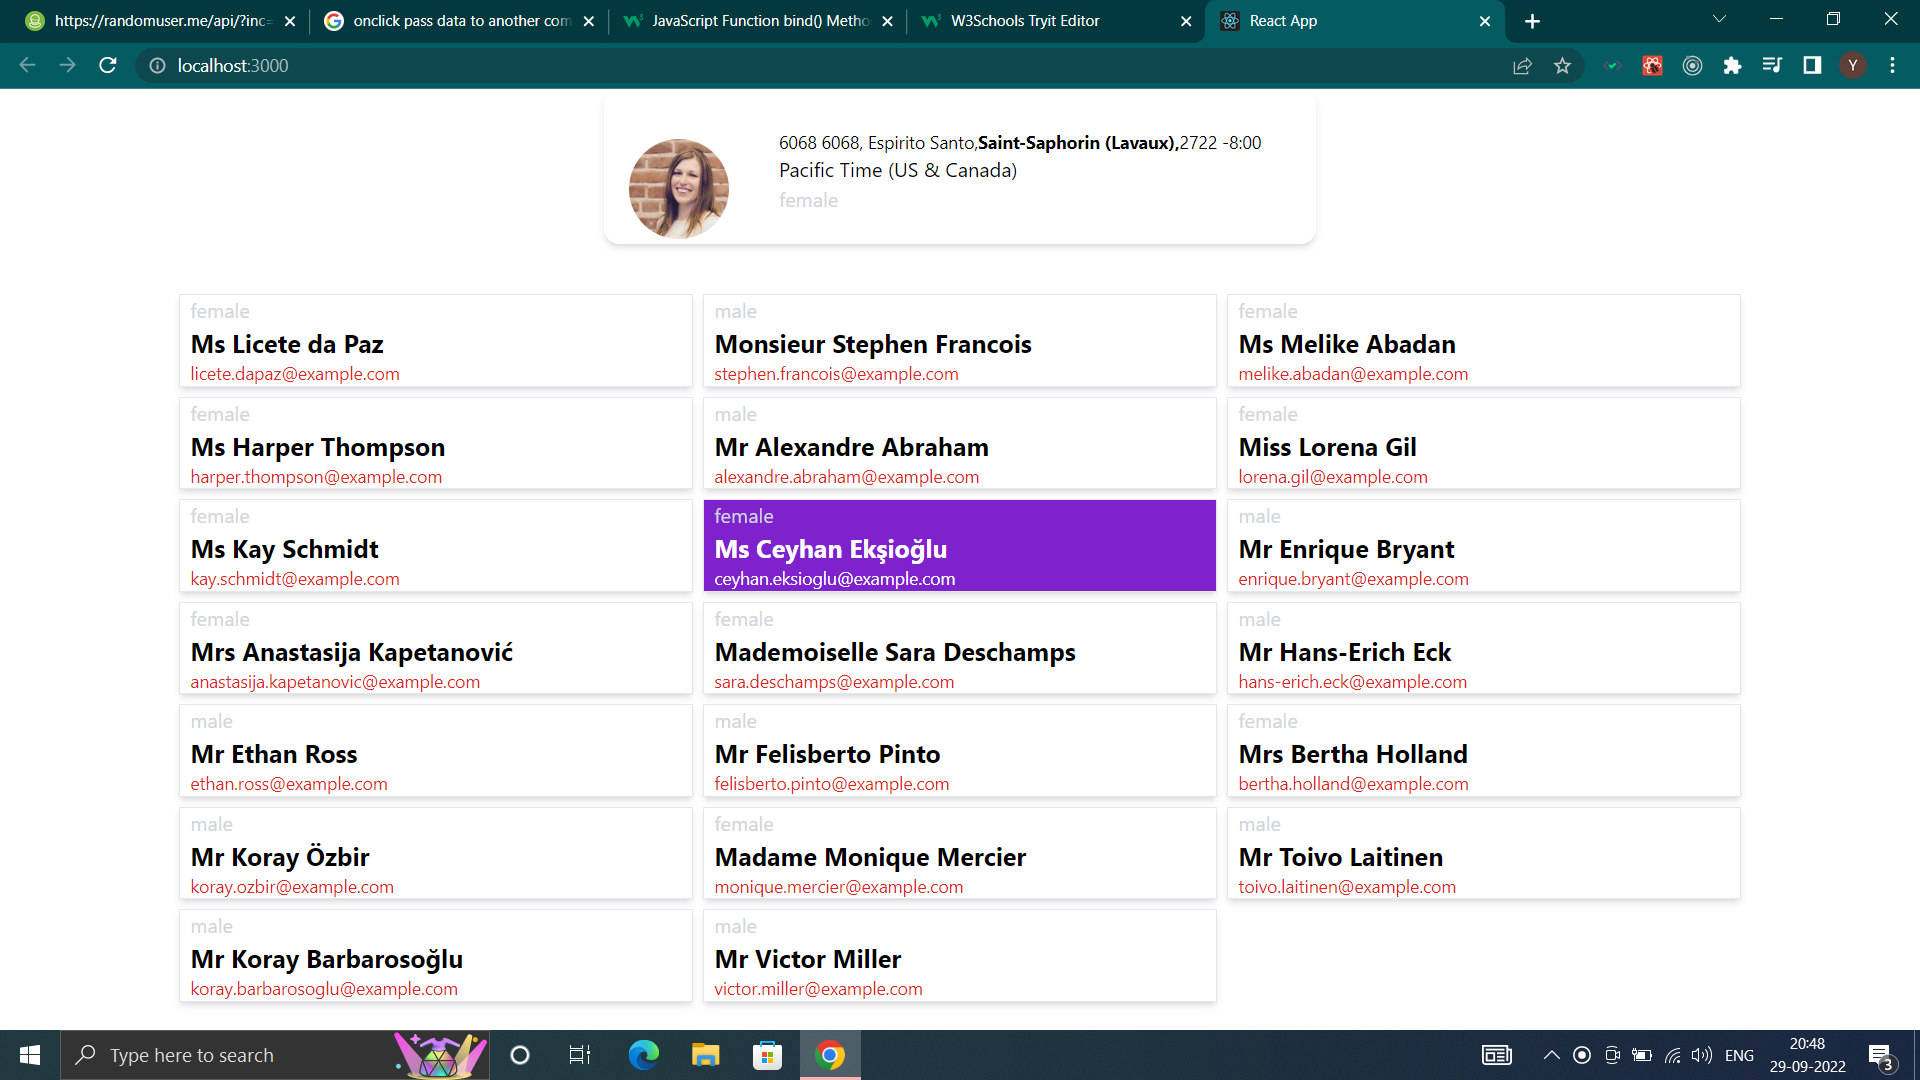 https://randomuser.me/api/?inc=
onclick pass data to another com
JavaScript Function bind() Metho
W3Schools Tryit Editor
React App
localhost:3000
Y
6068 6068, Espirito Santo,Saint-Saphorin (Lavaux),2722 -8:00
Pacific Time (US & Canada)
female
female
Ms Licete da Paz
licete.dapaz@example.com
male
Monsieur Stephen Francois
stephen.francois@example.com
female
Ms Melike Abadan
melike.abadan@example.com
female
Ms Harper Thompson
harper.thompson@example.com
male
Mr Alexandre Abraham
alexandre.abraham@example.com
female
Miss Lorena Gil
lorena.gil@example.com
female
Ms Kay Schmidt
kay.schmidt@example.com
female
Ms Ceyhan Ekşioğlu
ceyhan.eksioglu@example.com
male
Mr Enrique Bryant
enrique.bryant@example.com
female
Mrs Anastasija Kapetanović
anastasija.kapetanovic@example.com
female
Mademoiselle Sara Deschamps
sara.deschamps@example.com
male
Mr Hans-Erich Eck
hans-erich.eck@example.com
male
Mr Ethan Ross
ethan.ross@example.com
male
Mr Felisberto Pinto
felisberto.pinto@example.com
female
Mrs Bertha Holland
bertha.holland@example.com
male
Mr Koray Özbir
koray.ozbir@example.com
female
Madame Monique Mercier
monique.mercier@example.com
male
Mr Toivo Laitinen
toivo.laitinen@example.com
male
Mr Koray Barbarosoğlu
koray.barbarosoglu@example.com
male
Mr Victor Miller
victor.miller@example.com
Type here to search
ENG
20:48
29-09-2022
3